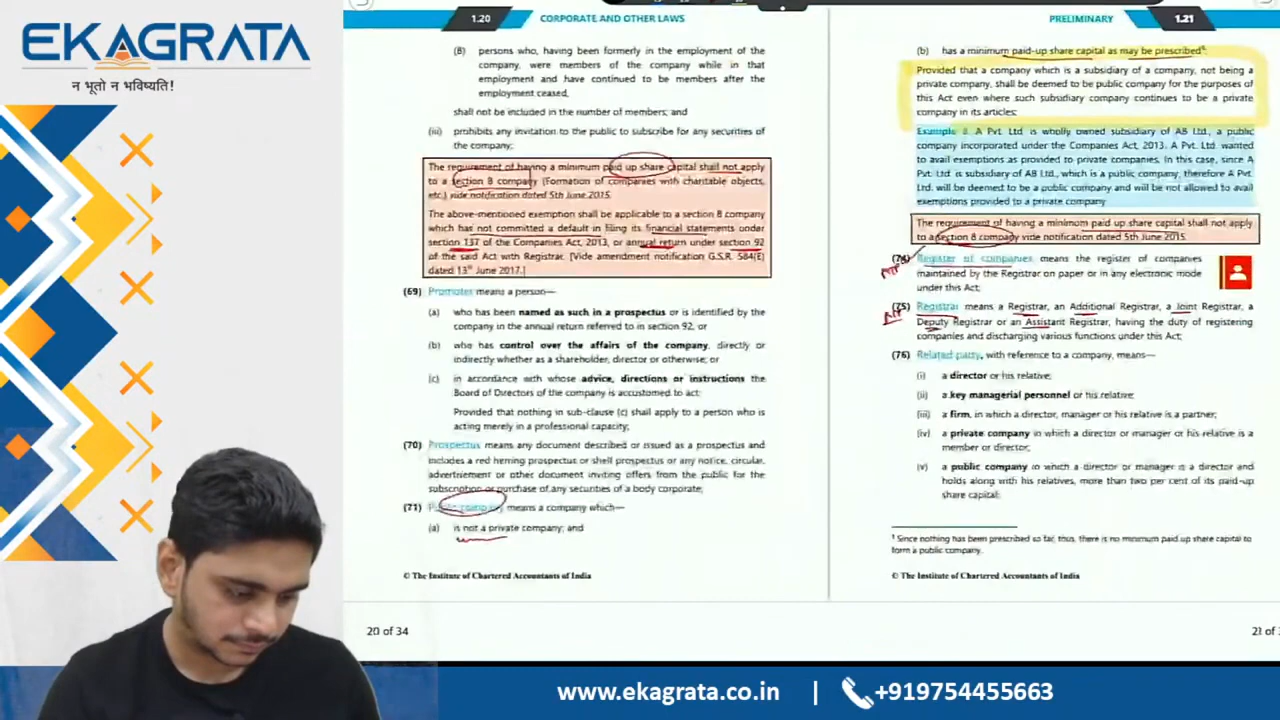 EKAGRATA
न भूतो न भविष्यति!
1.20 CORPORATE AND OTHER LAWS
(B) persons who, having been formerly in the employment of the
company, were members of the company while in that
employment and have continued to be members after the
employment ceased,
shall not be included in the number of members; and
(iii) prohibits any invitation to the public to subscribe for any securities of
the company;
The requirement of having a minimum paid up share capital shall not apply
to a section 8 company (Formation of companies with charitable objects,
etc.) vide notification dated 5th June 2015.
The above-mentioned exemption shall be applicable to a section 8 company
which has not committed a default in filing its financial statements under
section 137 of the Companies Act, 2013, or annual return under section 92
of the said Act with Registrar. [Vide amendment notification G.S.R. 584(E)
dated 13th June 2017.]
(69) Promoter means a person—
(a) who has been named as such in a prospectus or is identified by the
company in the annual return referred to in section 92; or
(b) who has control over the affairs of the company, directly or
indirectly whether as a shareholder, director or otherwise; or
(c) in accordance with whose advice, directions or instructions the
Board of Directors of the company is accustomed to act:
Provided that nothing in sub-clause (c) shall apply to a person who is
acting merely in a professional capacity;
(70) Prospectus means any document described or issued as a prospectus and
includes a red herring prospectus or shelf prospectus or any notice, circular,
advertisement or other document inviting offers from the public for the
subscription or purchase of any securities of a body corporate;
(71) Public company means a company which—
(a) is not a private company; and
© The Institute of Chartered Accountants of India
20 of 34
PRELIMINARY 1.21
(b) has a minimum paid-up share capital as may be prescribed¹:
Provided that a company which is a subsidiary of a company, not being a
private company, shall be deemed to be public company for the purposes of
this Act even where such subsidiary company continues to be a private
company in its articles;
Example 8. A Pvt. Ltd. is wholly owned subsidiary of AB Ltd., a public
company incorporated under the Companies Act, 2013. A Pvt. Ltd. wanted
to avail exemptions as provided to private companies. In this case, since A
Pvt. Ltd is subsidiary of AB Ltd., which is a public company, therefore A Pvt.
Ltd. will be deemed to be a public company and will be not allowed to avail
exemptions provided to a private company.
The requirement of having a minimum paid up share capital shall not apply
to a section 8 company vide notification dated 5th June 2015.
(74) Register of companies means the register of companies
maintained by the Registrar on paper or in any electronic mode
under this Act;
(75) Registrar means a Registrar, an Additional Registrar, a Joint Registrar, a
Deputy Registrar or an Assistant Registrar, having the duty of registering
companies and discharging various functions under this Act;
(76) Related party, with reference to a company, means—
(i) a director or his relative;
(ii) a key managerial personnel or his relative;
(iii) a firm, in which a director, manager or his relative is a partner;
(iv) a private company in which a director or manager or his relative is a
member or director;
(v) a public company in which a director or manager is a director and
holds along with his relatives, more than two per cent of its paid-up
share capital;
¹ Since nothing has been prescribed so far, thus, there is no minimum paid up share capital to
form a public company.
© The Institute of Chartered Accountants of India
www.ekagrata.co.in | +919754455663